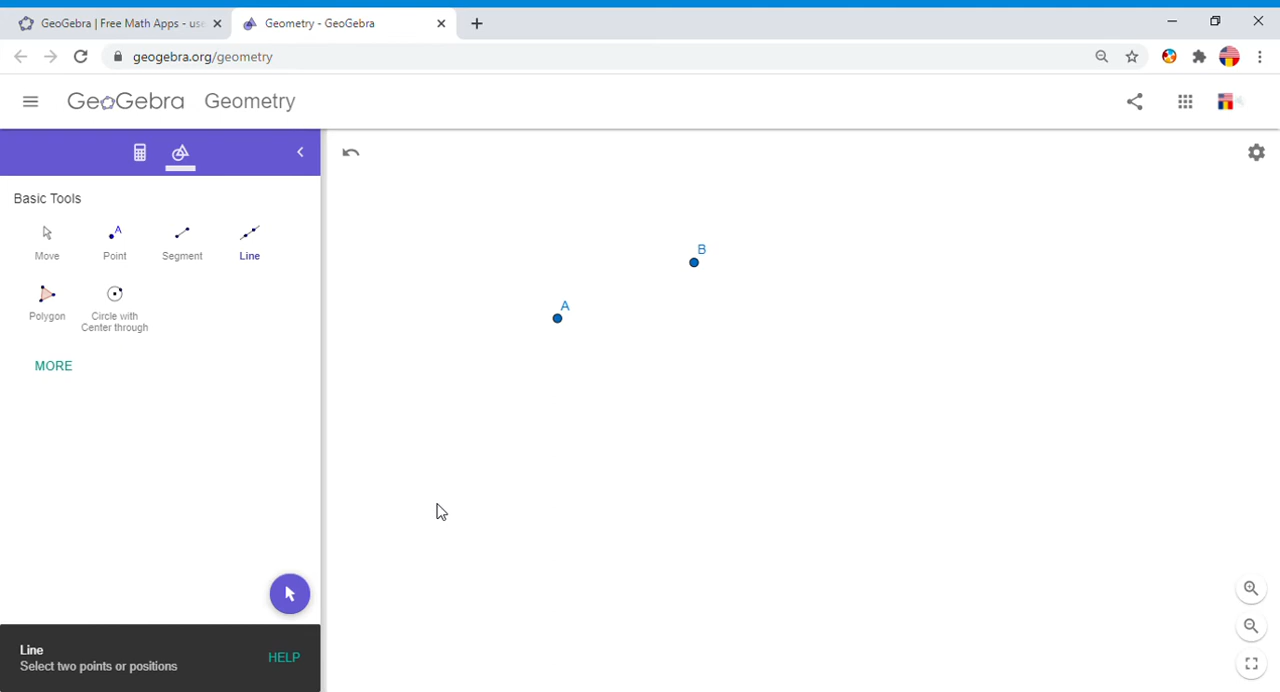 GeoGebra | Free Math Apps - use
Geometry - GeoGebra
geogebra.org/geometry
GeoGebra Geometry
Basic Tools
A
Move
Point
Segment
Line
Polygon
Circle with
Center through
MORE
B
A
Line
Select two points or positions
HELP